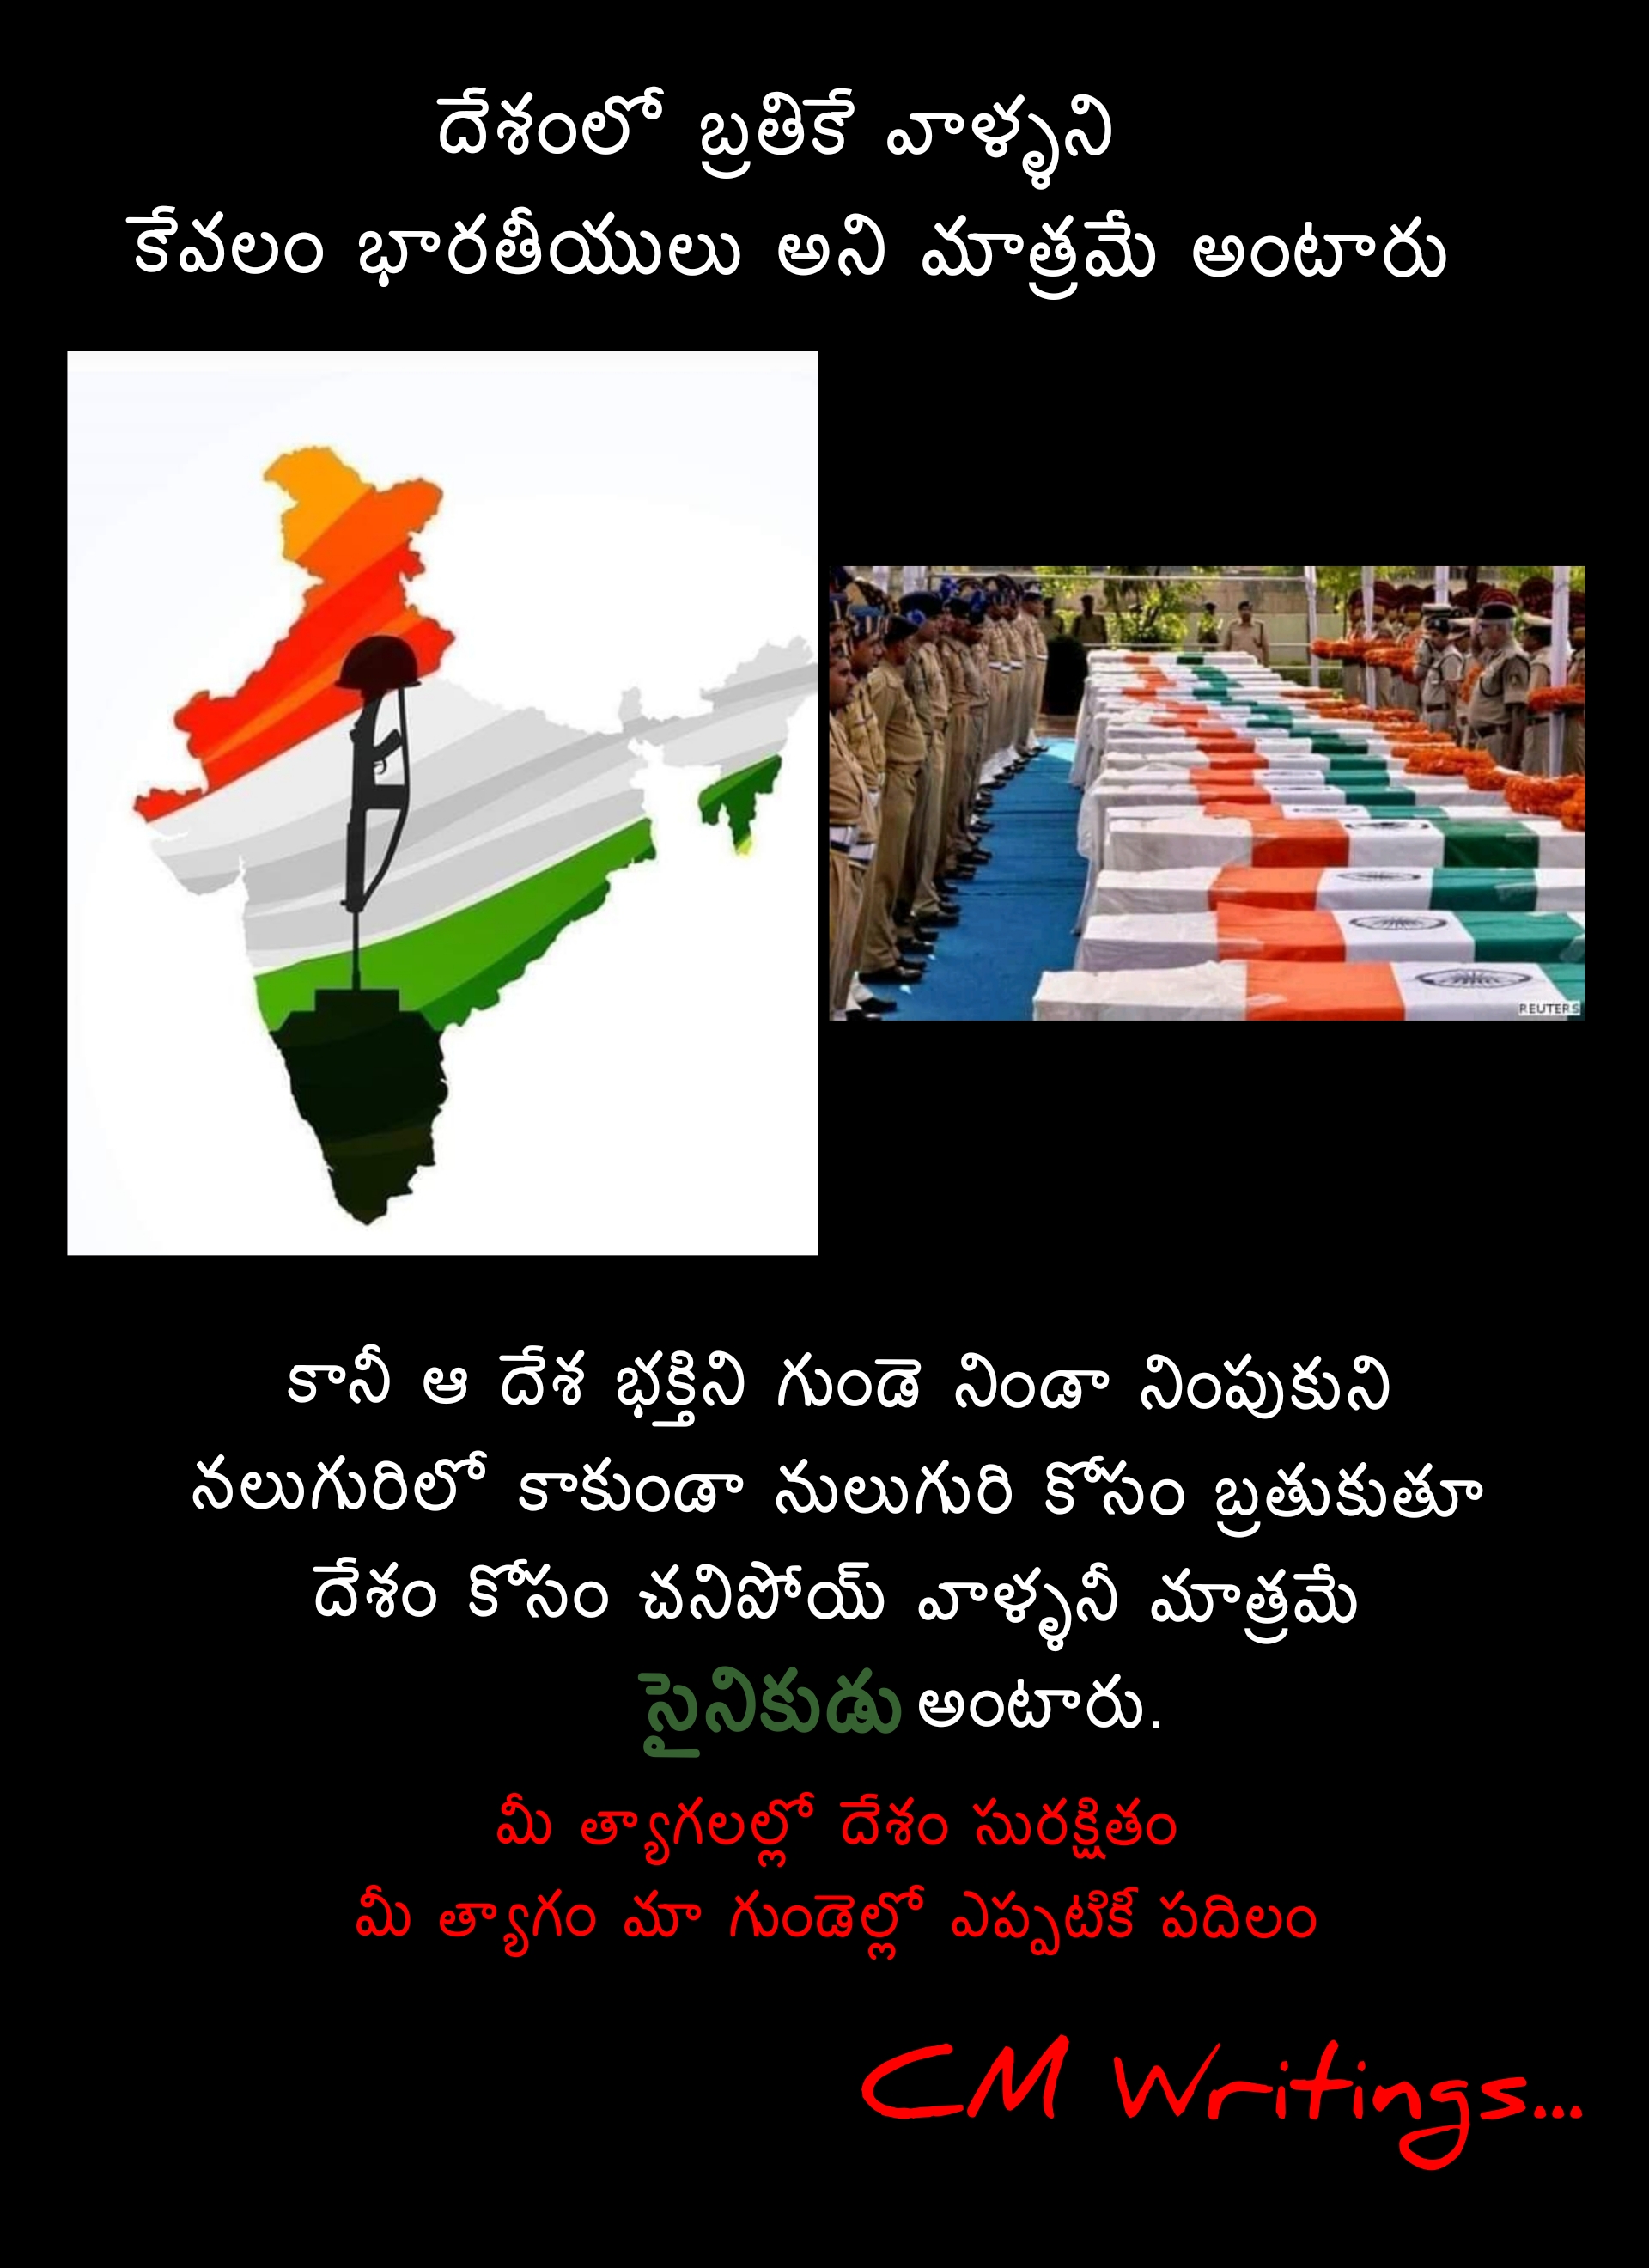 దేశంలో బ్రతికే వాళ్ళని
కేవలం భారతీయులు అని మాత్రమే అంటారు
REUTERS
కానీ ఆ దేశ భక్తిని గుండె నిండా నింపుకుని
నలుగురిలో కాకుండా నులుగురి కోసం బ్రతుకుతూ
దేశం కోసం చనిపోయ్ వాళ్ళనీ మాత్రమే
సైనికుడు అంటారు.
మీ త్యాగలల్లో దేశం సురక్షితం
మీ త్యాగం మా గుండెల్లో ఎప్పటికీ పదిలం
CM Writings...